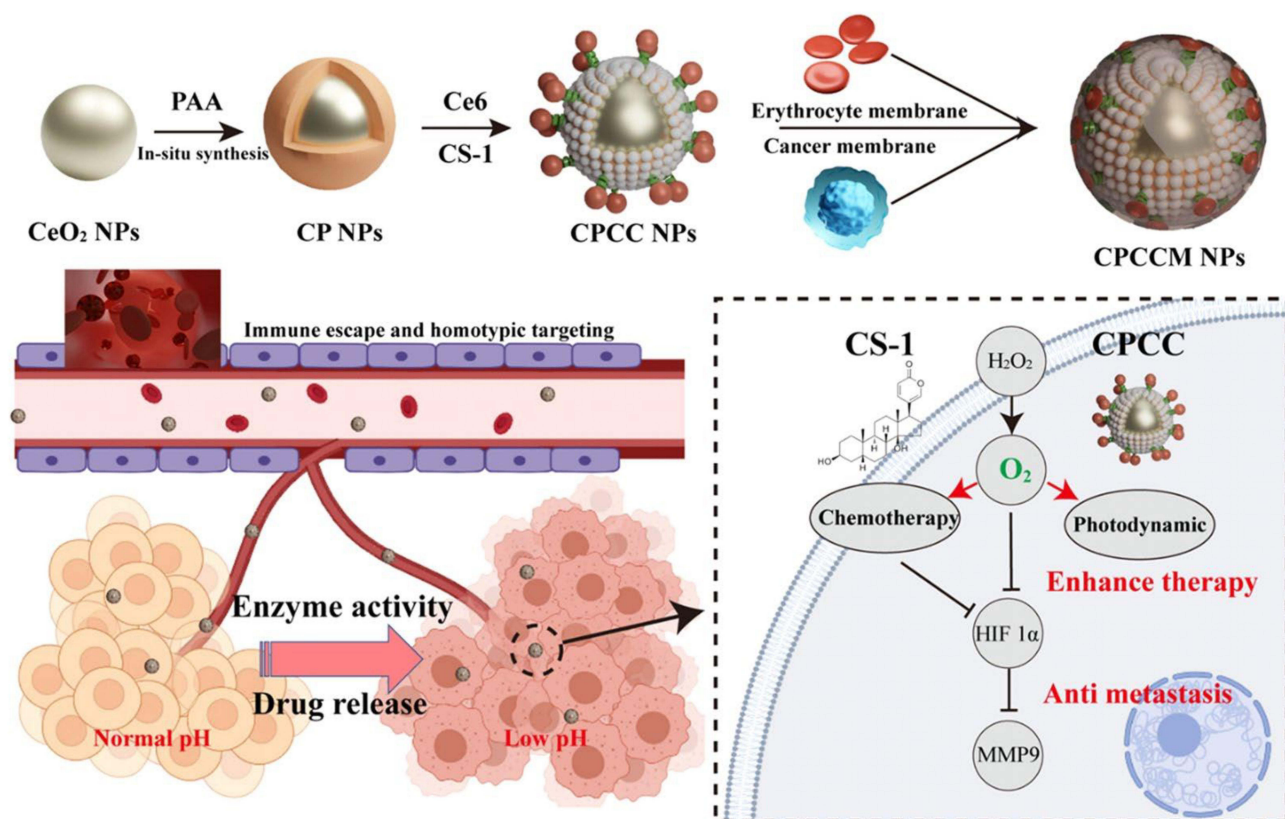 PAA
In-situ synthesis
Ce6
CS-1
Erythrocyte membrane
Cancer membrane
CeO₂ NPs
CP NPs
CPCC NPs
CPCCM NPs
Immune escape and homotypic targeting
Enzyme activity
Drug release
Normal pH
Low pH
CS-1
H₂O₂
CPCC
O
O
OH
HO
O₂
Chemotherapy
Photodynamic
Enhance therapy
HIF 1α
Anti metastasis
MMP9